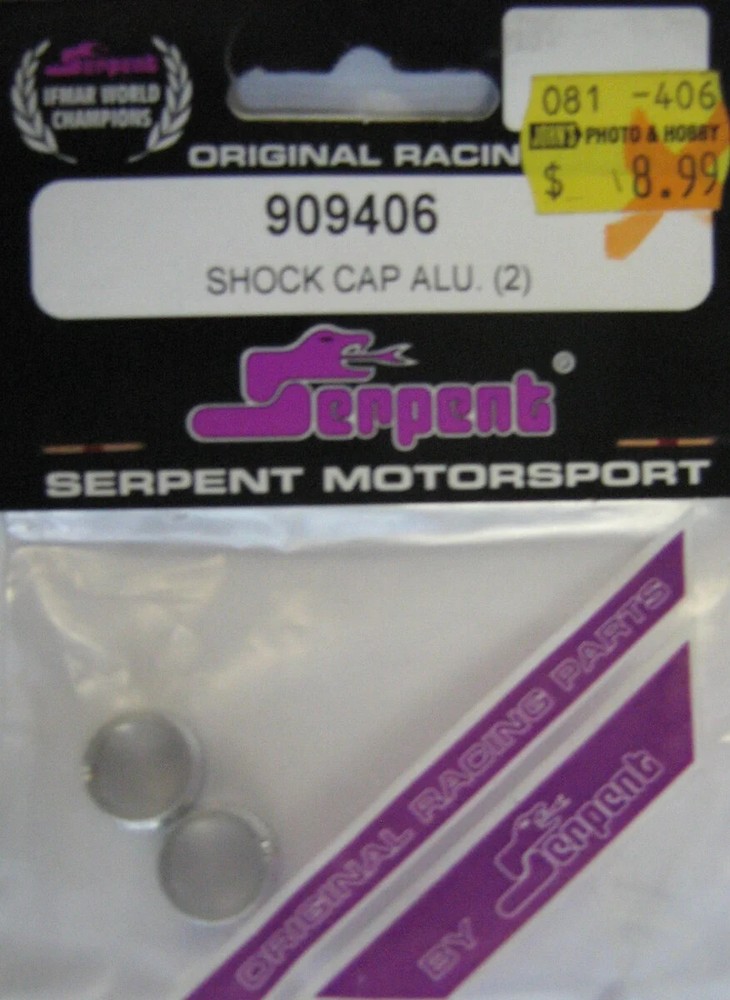 Serpent
IFMAR WORLD
CHAMPIONS
081 -406
JOHN'S PHOTO & HOBBY
$ 8.99
ORIGINAL RACIN
909406
SHOCK CAP ALU. (2)
Serpent®
SERPENT MOTORSPORT
ORIGINAL RACING PARTS
BY Serpent